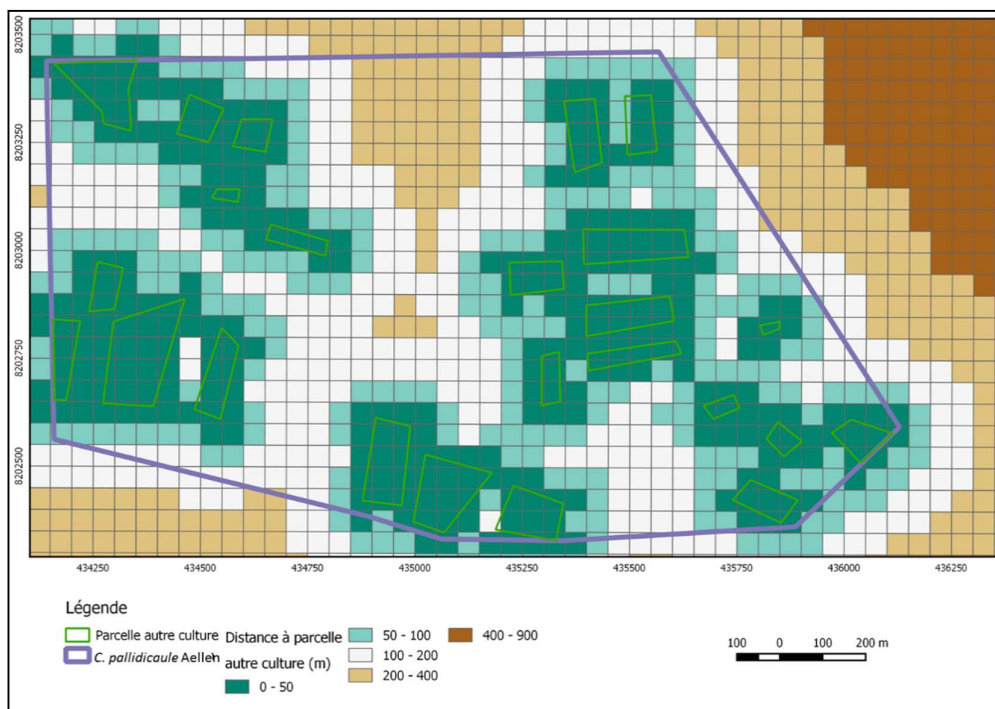 8203500
8203250
8203000
8202750
8202500
434250 434500 434750 435000 435250 435500 435750 436000 436250
Légende
Parcelle autre culture
C. pallidicaule Aellen
Distance à parcelle
autre culture (m)
0 - 50
50 - 100
100 - 200
200 - 400
400 - 900
100 0 100 200 m